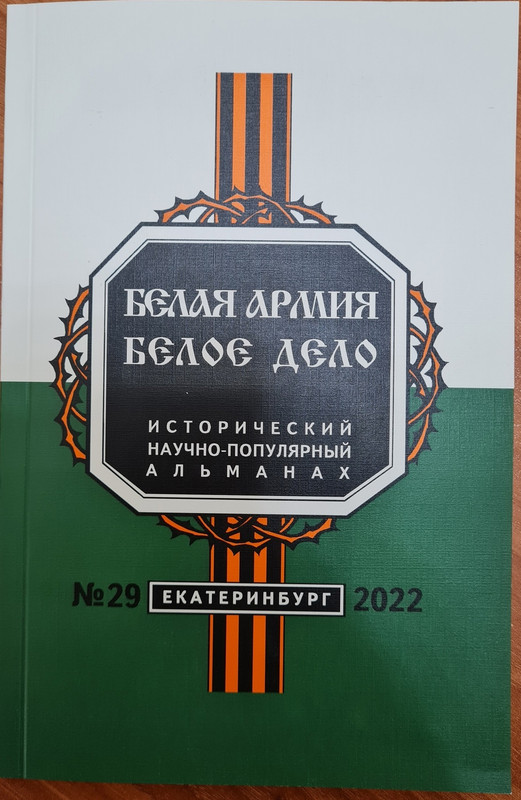 БЕЛАЯ АРМИЯ
БЕЛОЕ ДЕЛО
ИСТОРИЧЕСКИЙ
НАУЧНО-ПОПУЛЯРНЫЙ
АЛЬМАНАХ
№29 ЕКАТЕРИНБУРГ 2022